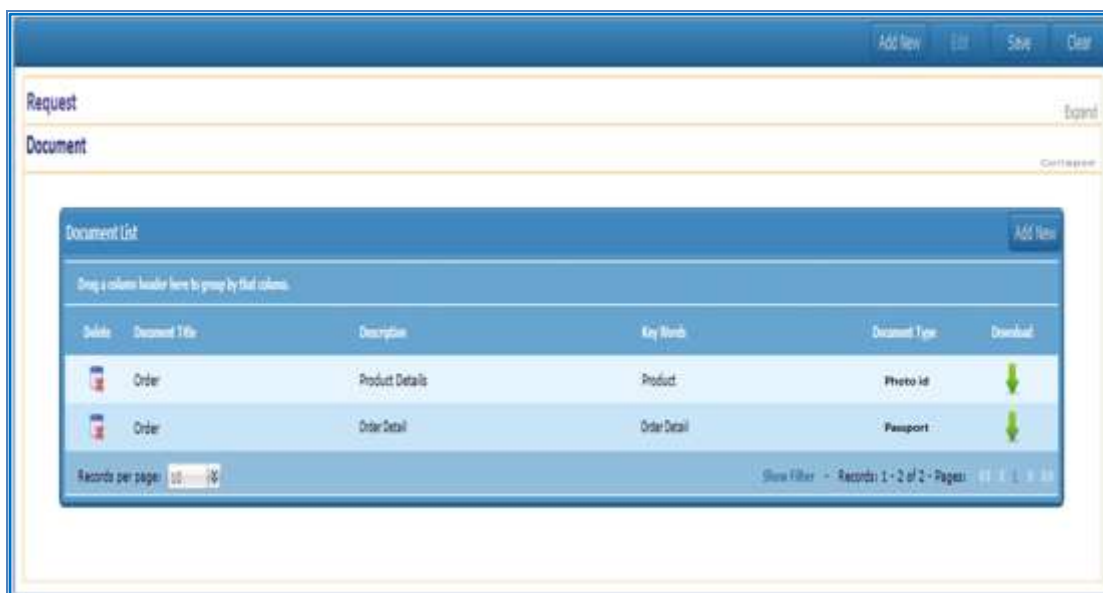 Add New Edit Save Clear
Request
Expand
Document
Collapse
Document List Add New
Drag a column header here to group by that column.
Delete Document Title Description Key Words Document Type Download
Order Product Details Product Photo id
Order Order Detail Order Detail Passport
Records per page: 10 Show Filter - Records: 1 - 2 of 2 - Pages: 1